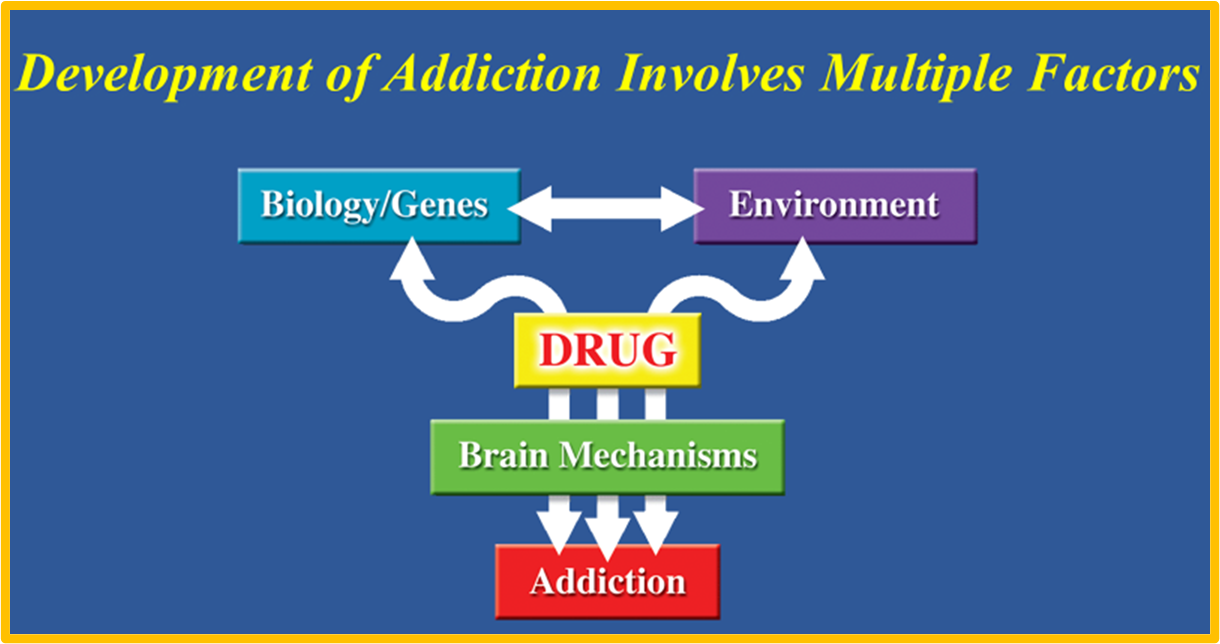 Development of Addiction Involves Multiple Factors
Biology/Genes
Environment
DRUG
Brain Mechanisms
Addiction